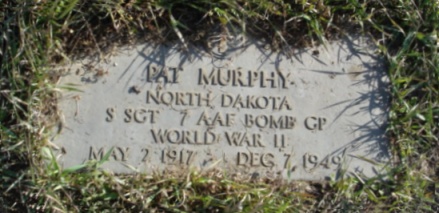 PAT MURPHY
NORTH DAKOTA
S SGT 7 AAF BOMB GP
WORLD WAR II
MAY 2 1917 DEC 7 1949